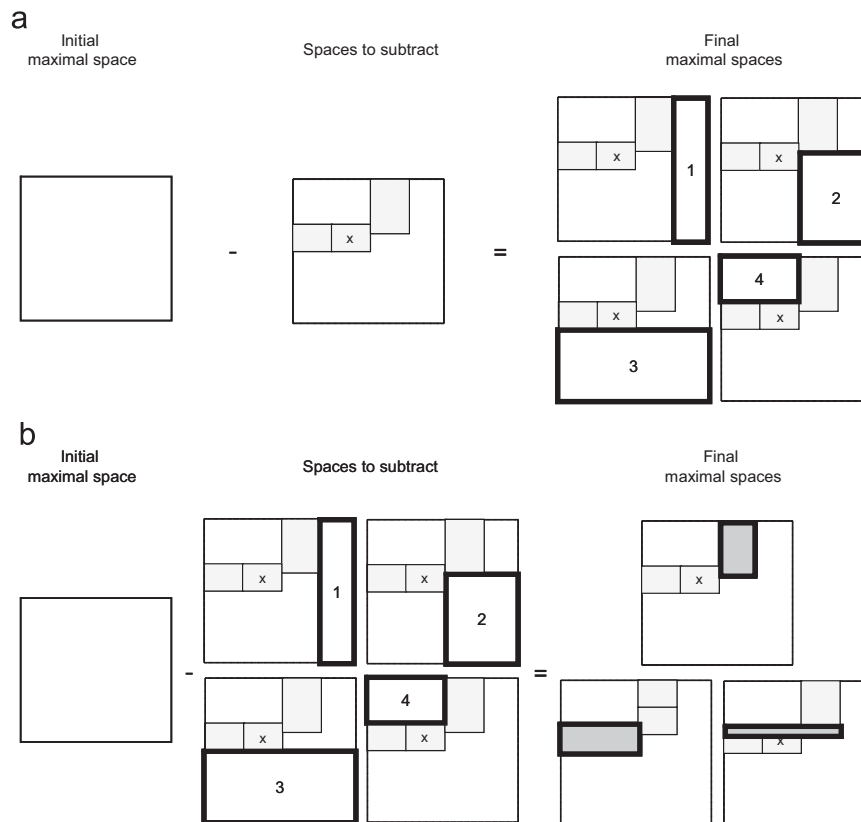 a
Initial
maximal space
Spaces to subtract
Final
maximal spaces
x
1
x
2
-
x
=
x
3
4
x
b
Initial
maximal space
Spaces to subtract
Final
maximal spaces
x
1
x
2
x
-
=
x
3
4
x
x